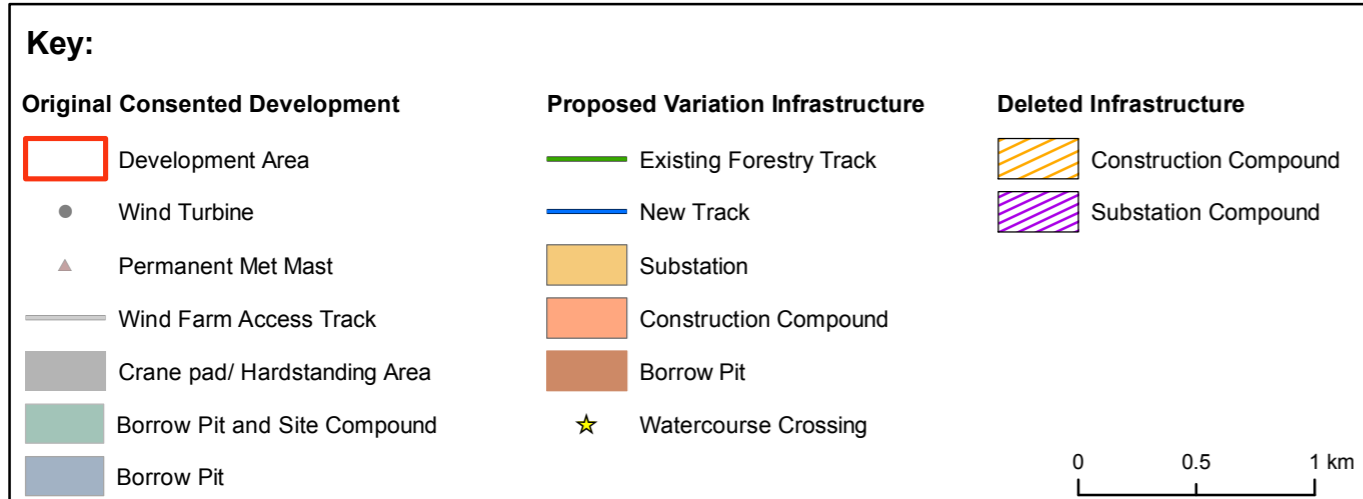 Key:
Original Consented Development
Development Area
Wind Turbine
Permanent Met Mast
Wind Farm Access Track
Crane pad/ Hardstanding Area
Borrow Pit and Site Compound
Borrow Pit
Proposed Variation Infrastructure
Existing Forestry Track
New Track
Substation
Construction Compound
Borrow Pit
Watercourse Crossing
Deleted Infrastructure
Construction Compound
Substation Compound
0 0.5 1 km